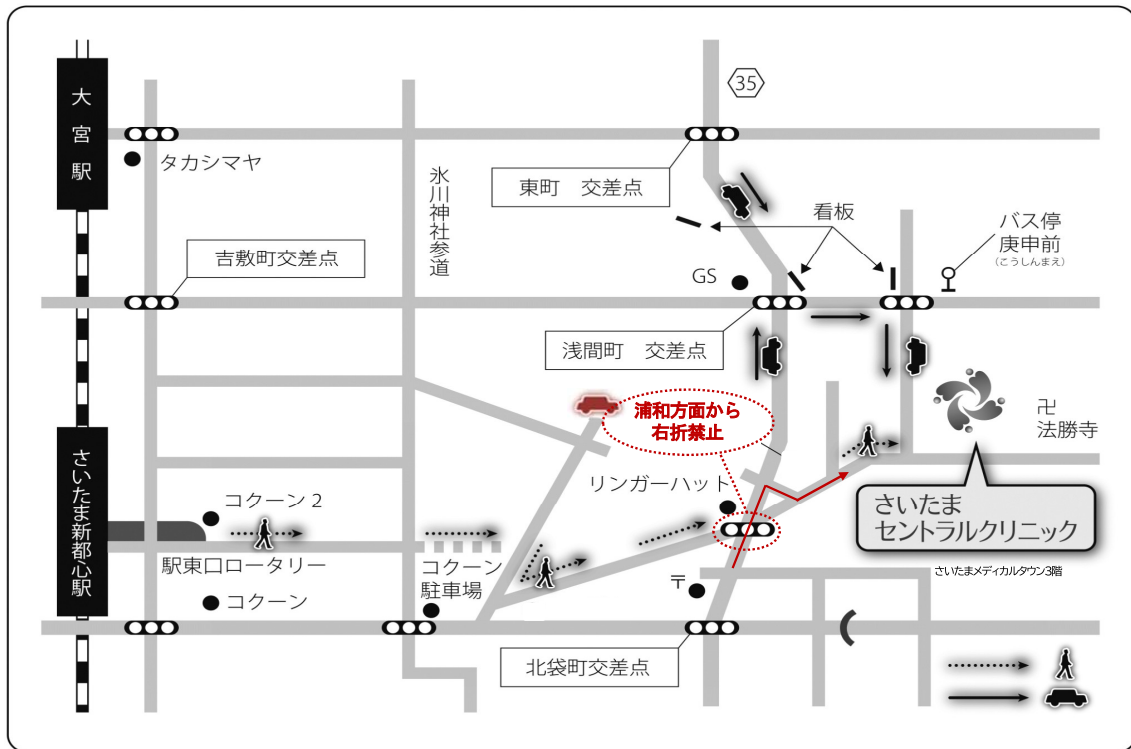 35
大宮駅
タカシマヤ
氷川神社参道
東町　交差点
看板
バス停
庚申前
(こうしんまえ)
吉敷町交差点
GS
浅間町　交差点
浦和方面から
右折禁止
卍
法勝寺
さいたま新都心駅
リンガーハット
コクーン2
さいたま
セントラルクリニック
駅東口ロータリー
コクーン
駐車場
〒
さいたまメディカルタウン3階
コクーン
北袋町交差点